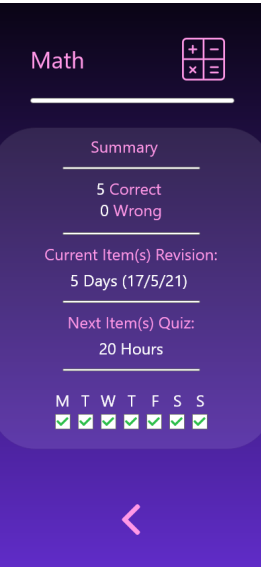 Math
Summary
5 Correct
0 Wrong
Current Item(s) Revision:
5 Days (17/5/21)
Next Item(s) Quiz:
20 Hours
M T W T F S S